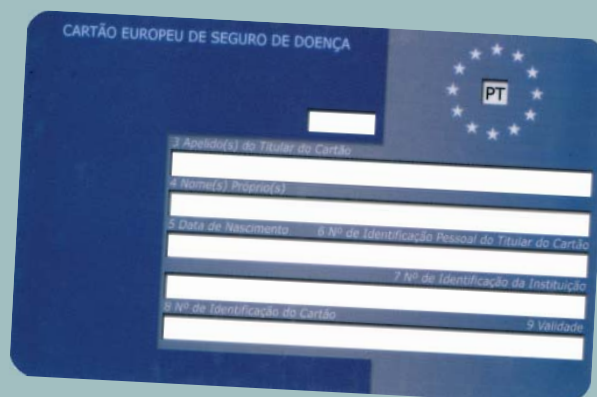 CARTÃO EUROPEU DE SEGURO DE DOENÇA
PT
3 Apelido(s) do Titular do Cartão
4 Nome(s) Próprio(s)
5 Data de Nascimento 6 Nº de Identificação Pessoal do Titular do Cartão
7 Nº de Identificação da Instituição
8 Nº de Identificação do Cartão 9 Validade